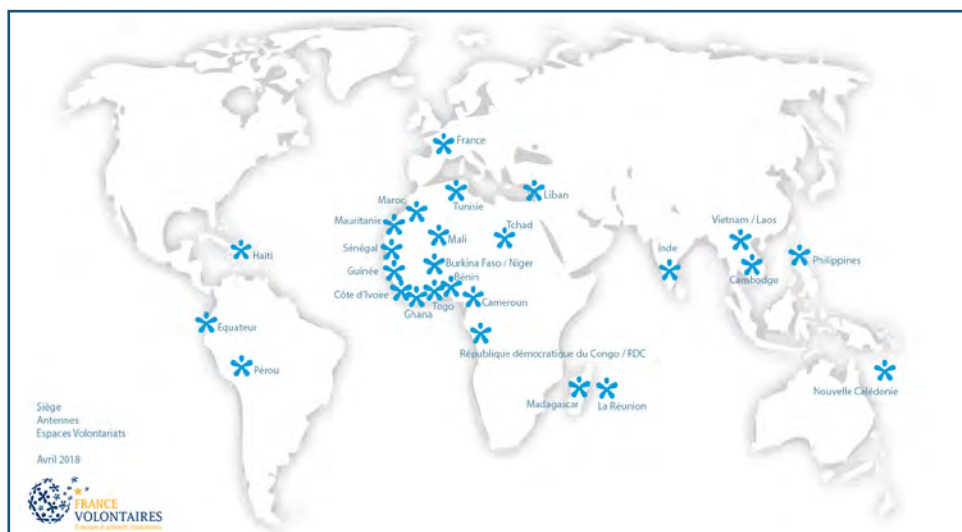 France
Maroc
Tunisie
Liban
Mauritanie
Mali
Tchad
Vietnam / Laos
Haïti
Sénégal
Inde
Philippines
Guinée
Burkina Faso / Niger
Bénin
Cambodge
Côte d'Ivoire
Togo
Cameroun
Ghana
Equateur
République démocratique du Congo / RDC
Pérou
Nouvelle Calédonie
Madagascar
La Réunion
Siège
Antennes
Espaces Volontariats
Avril 2018
FRANCE
VOLONTAIRES